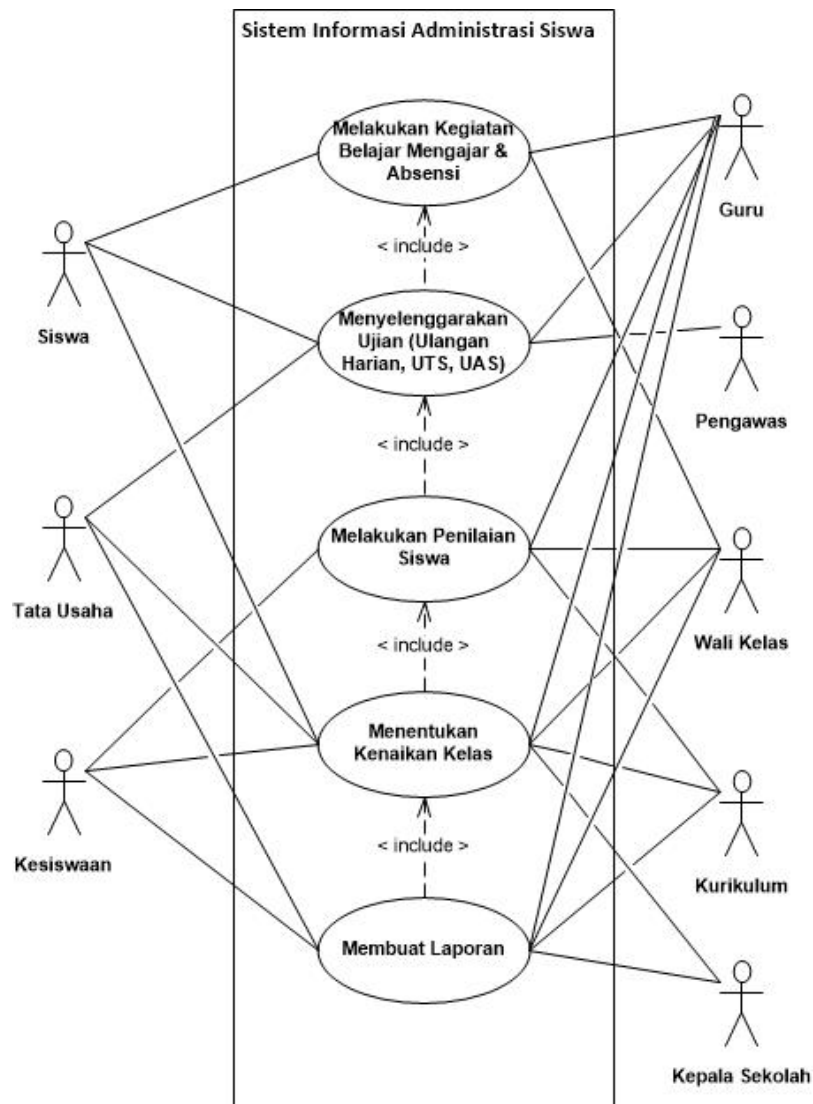 Sistem Informasi Administrasi Siswa
Melakukan Kegiatan
Belajar Mengajar &
Absensi
Guru
< include >
Siswa
Menyelenggarakan
Ujian (Ulangan
Harian, UTS, UAS)
Pengawas
< include >
Melakukan Penilaian
Siswa
Tata Usaha
Wali Kelas
< include >
Menentukan
Kenaikan Kelas
Kesiswaan
Kurikulum
< include >
Membuat Laporan
Kepala Sekolah